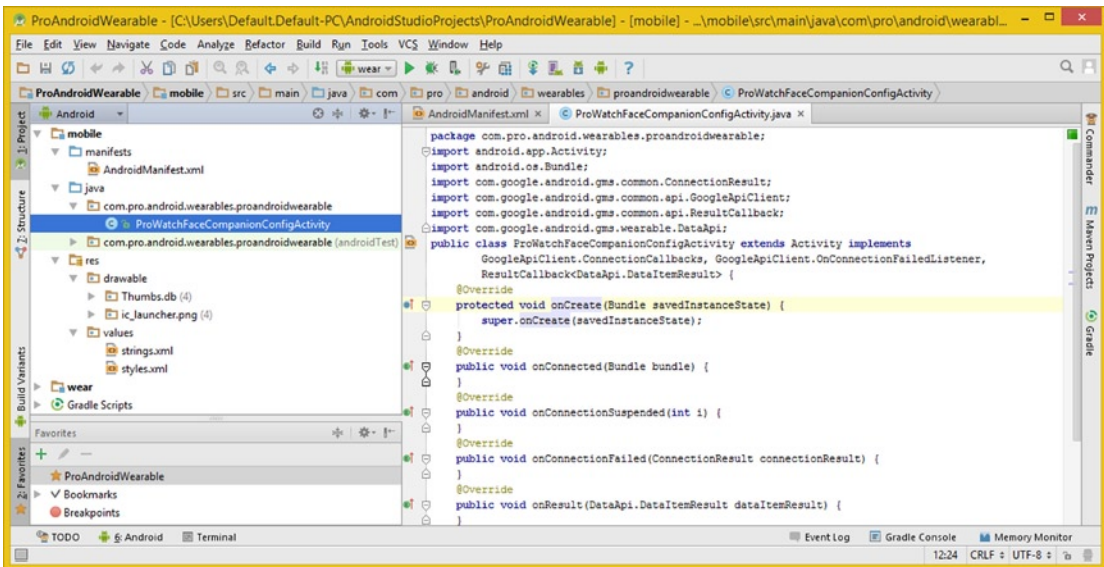 ProAndroidWearable - [C:\Users\Default.Default-PC\AndroidStudioProjects\ProAndroidWearable] - [mobile] - ...\mobile\src\main\java\com\pro\android\wearabl...
File Edit View Navigate Code Analyze Refactor Build Run Tools VCS Window Help
wear
ProAndroidWearable mobile src main java com pro android wearables proandroidwearable ProWatchFaceCompanionConfigActivity
1: Project
2: Structure
Build Variants
2: Favorites
Android
mobile
manifests
AndroidManifest.xml
java
com.pro.android.wearables.proandroidwearable
ProWatchFaceCompanionConfigActivity
com.pro.android.wearables.proandroidwearable (androidTest)
res
drawable
Thumbs.db (4)
ic_launcher.png (4)
values
strings.xml
styles.xml
wear
Gradle Scripts
Favorites
ProAndroidWearable
Bookmarks
Breakpoints
AndroidManifest.xml × ProWatchFaceCompanionConfigActivity.java ×
package com.pro.android.wearables.proandroidwearable;
import android.app.Activity;
import android.os.Bundle;
import com.google.android.gms.common.ConnectionResult;
import com.google.android.gms.common.api.GoogleApiClient;
import com.google.android.gms.common.api.ResultCallback;
import com.google.android.gms.wearable.DataApi;
public class ProWatchFaceCompanionConfigActivity extends Activity implements
GoogleApiClient.ConnectionCallbacks, GoogleApiClient.OnConnectionFailedListener,
ResultCallback<DataApi.DataItemResult> {
@Override
protected void onCreate(Bundle savedInstanceState) {
super.onCreate(savedInstanceState);
}
@Override
public void onConnected(Bundle bundle) {
}
@Override
public void onConnectionSuspended(int i) {
}
@Override
public void onConnectionFailed(ConnectionResult connectionResult) {
}
@Override
public void onResult(DataApi.DataItemResult dataItemResult) {
}
Commander
Maven Projects
Gradle
TODO 6: Android Terminal Event Log Gradle Console Memory Monitor
12:24 CRLF UTF-8